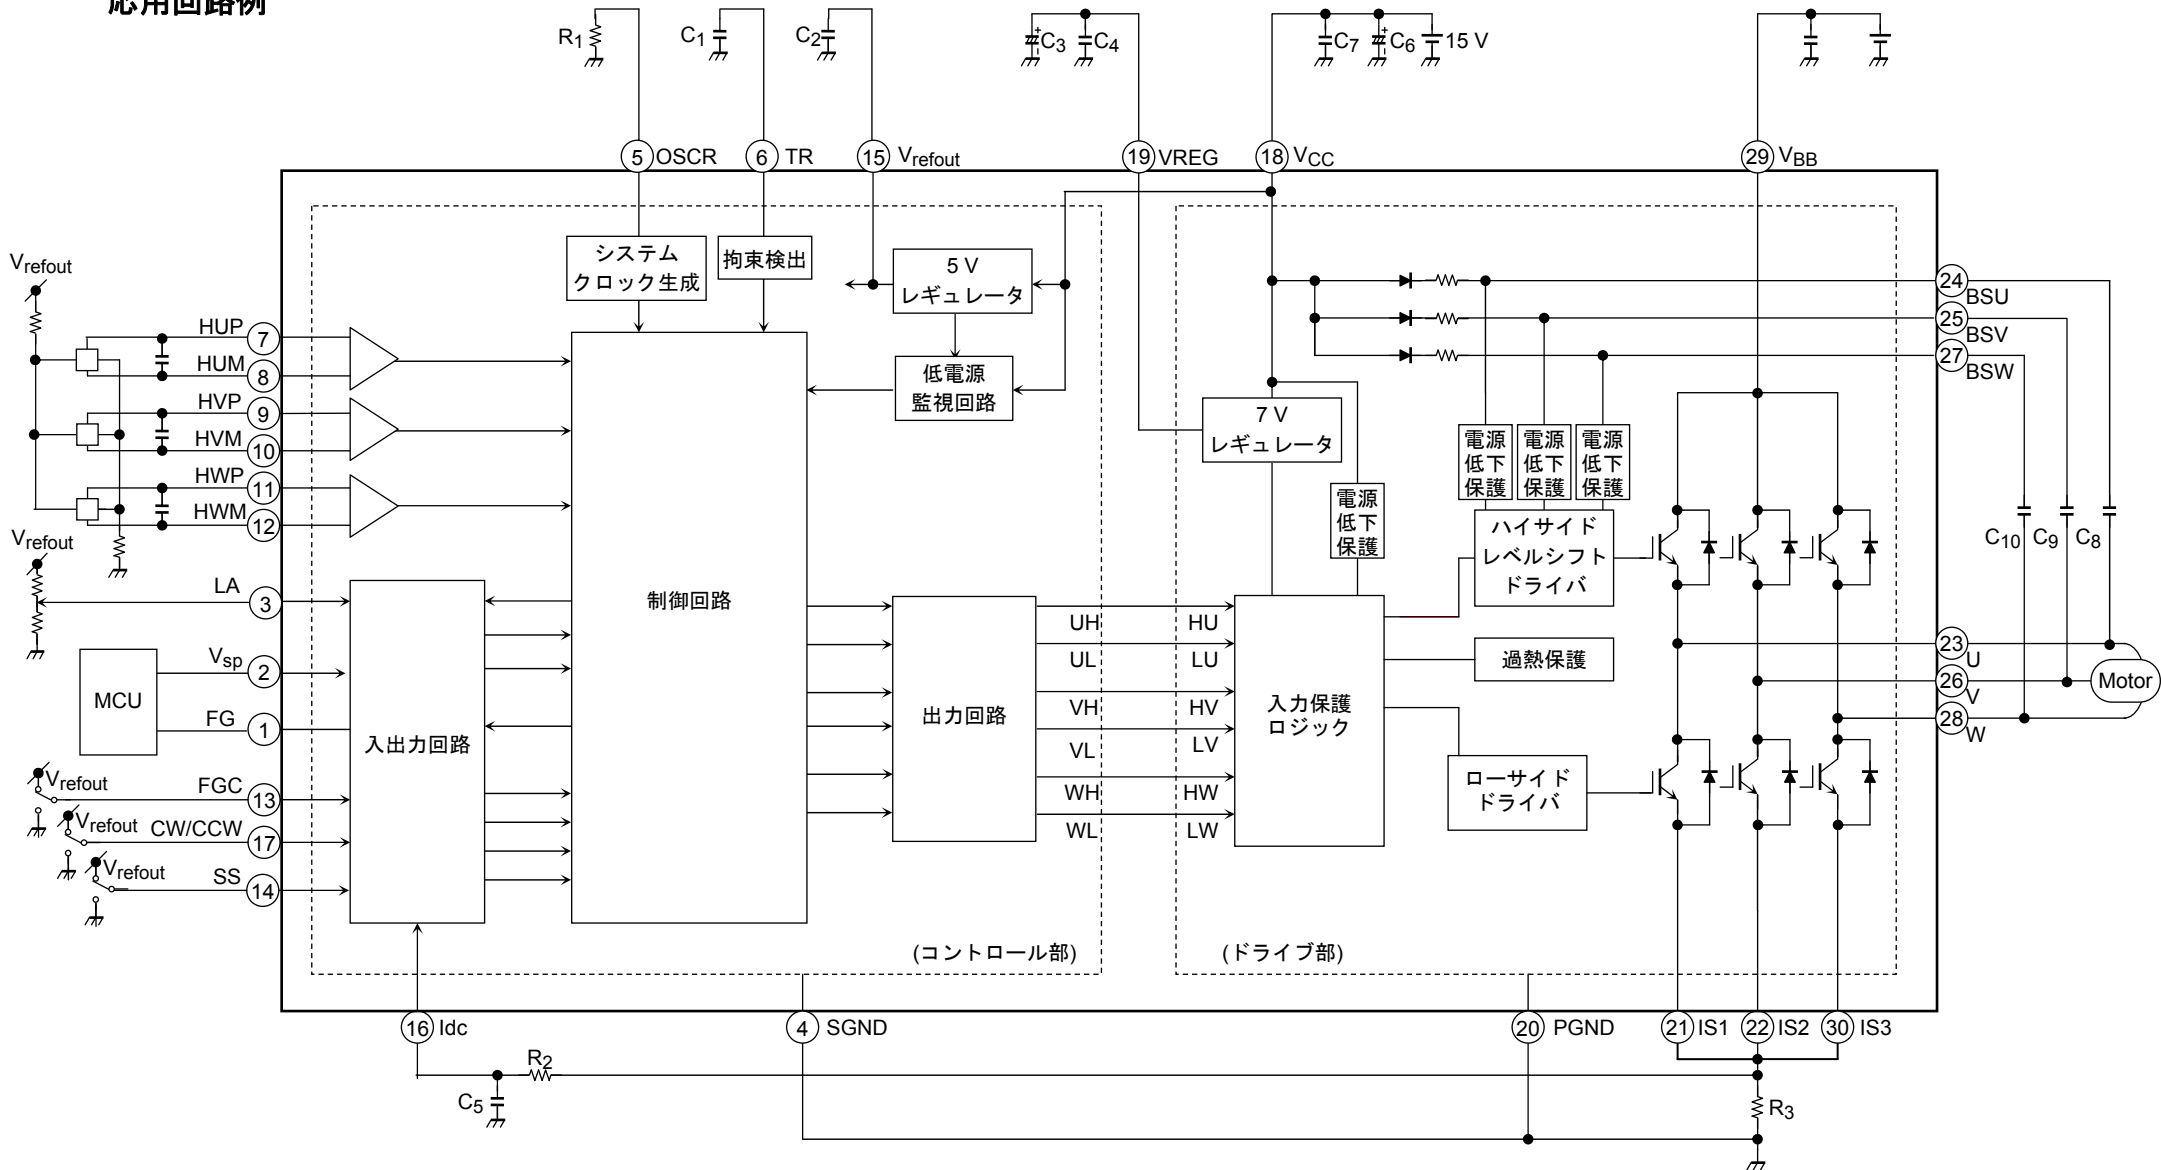 応用回路例
R1
C1
C2
C3
C4
C7
C6
15 V
5
OSCR
6
TR
15
Vrefout
19
VREG
18
VCC
29
VBB
システム
クロック生成
拘束検出
5 V
レギュレータ
低電源
監視回路
7 V
レギュレータ
電源
低下
保護
電源
低下
保護
電源
低下
保護
電源
低下
保護
ハイサイド
レベルシフト
ドライバ
24
BSU
25
BSV
27
BSW
Vrefout
HUP
7
HUM
8
HVP
9
HVM
10
HWP
11
HWM
12
Vrefout
LA
3
MCU
Vsp
2
FG
1
Vrefout
FGC
13
Vrefout
CW/CCW
17
Vrefout
SS
14
入出力回路
制御回路
出力回路
UH
UL
VH
VL
WH
WL
HU
LU
HV
LV
HW
LW
入力保護
ロジック
過熱保護
ローサイド
ドライバ
C10
C9
C8
23
U
26
V
28
W
Motor
(コントロール部)
(ドライブ部)
16
Idc
4
SGND
20
PGND
21
IS1
22
IS2
30
IS3
R2
C5
R3